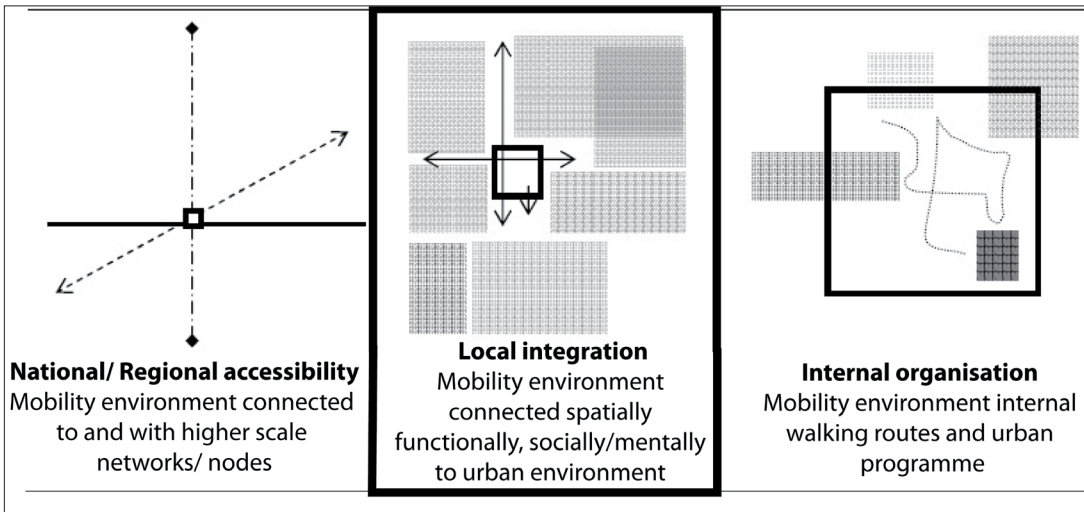 National/ Regional accessibility
Mobility environment connected
to and with higher scale
networks/ nodes
Local integration
Mobility environment
connected spatially
functionally, socially/mentally
to urban environment
Internal organisation
Mobility environment internal
walking routes and urban
programme